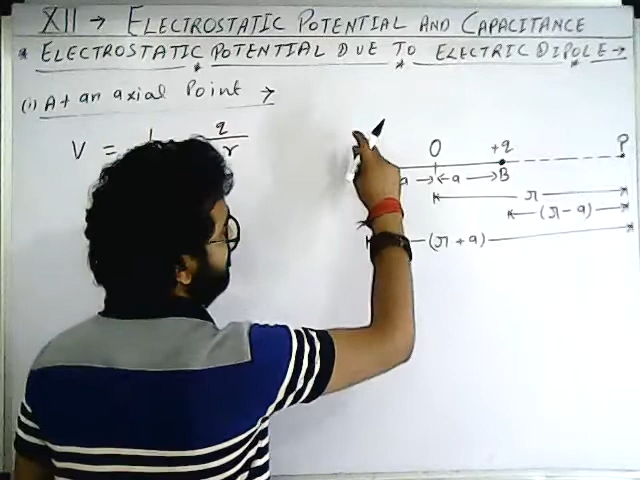 XII → ELECTROSTATIC POTENTIAL AND CAPACITANCE
* ELECTROSTATIC POTENTIAL DUE TO ELECTRIC DIPOLE →
(i) At an axial Point →
V = 1 q
r
O +q P
a a B
r
(r - a)
(r + a)